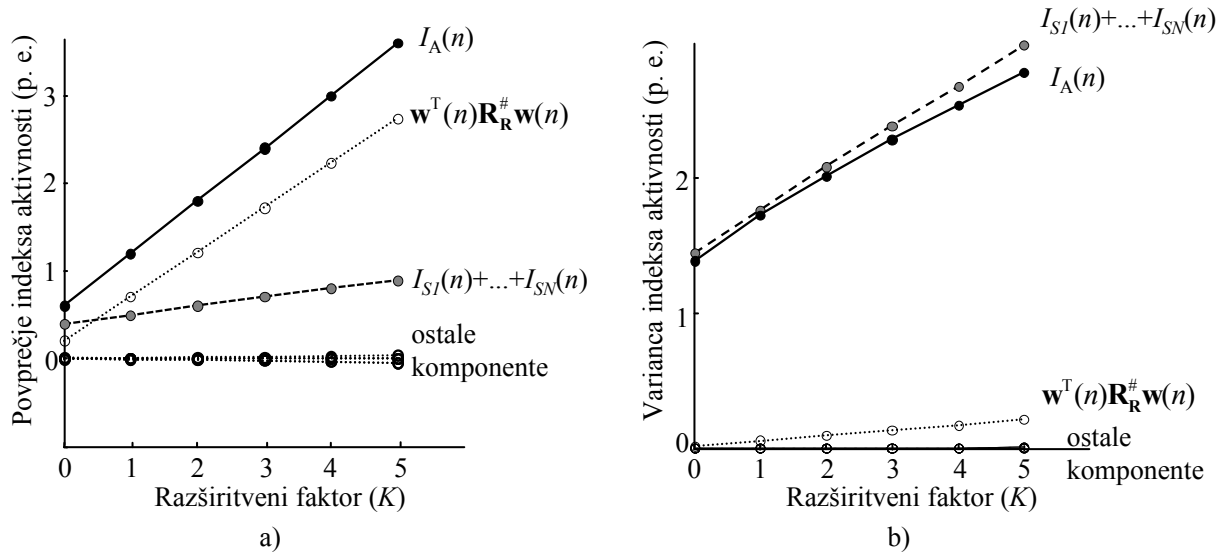 Povprečje indeksa aktivnosti (p. e.)
3
2
1
0
I_A(n)
w^T(n)R_R^#w(n)
I_S1(n)+...+I_SN(n)
ostale
komponente
0 1 2 3 4 5
Razširitveni faktor (K)
a)
Varianca indeksa aktivnosti (p. e.)
2
1
0
I_S1(n)+...+I_SN(n)
I_A(n)
w^T(n)R_R^#w(n)
ostale
komponente
0 1 2 3 4 5
Razširitveni faktor (K)
b)